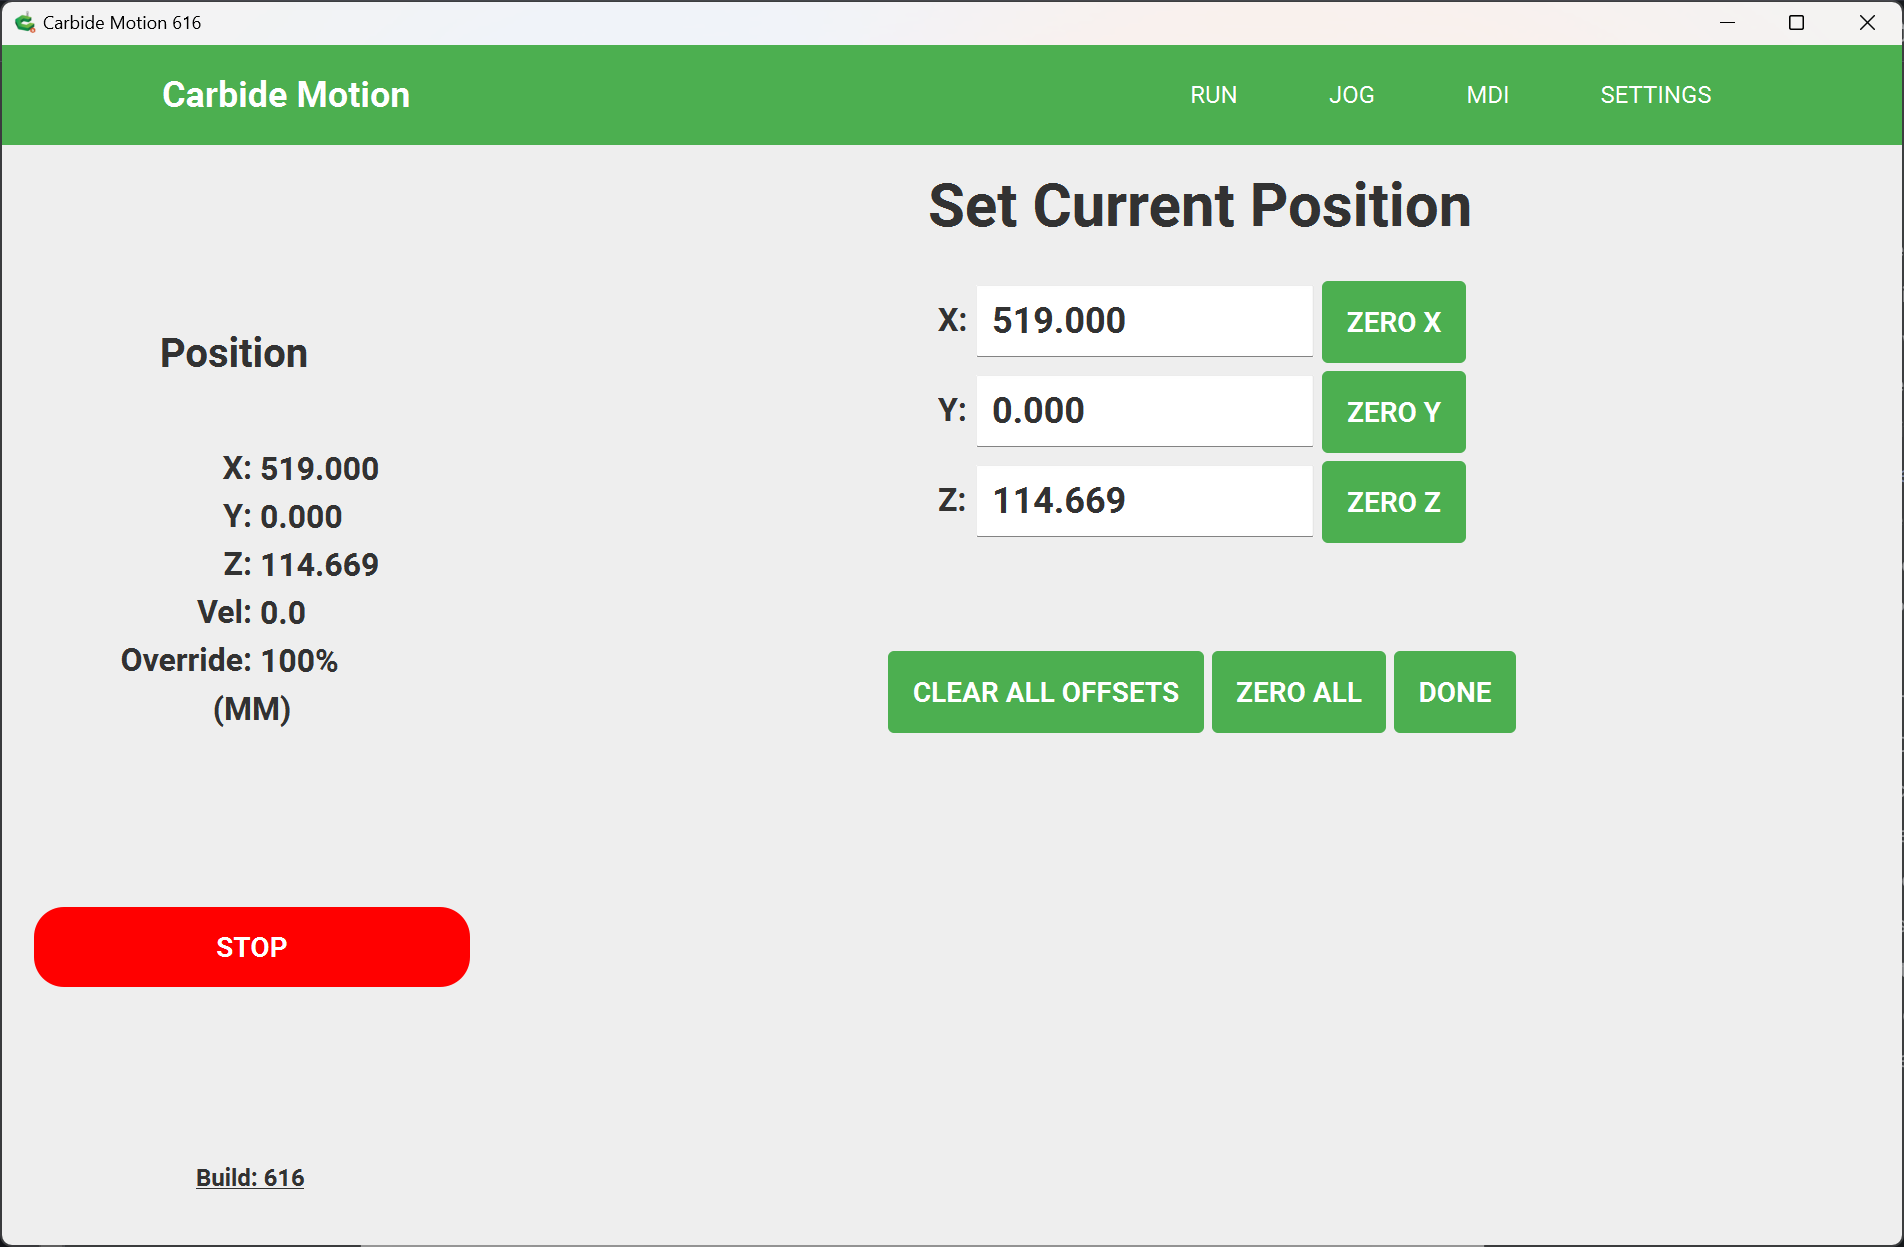 Carbide Motion 616
Carbide Motion RUN JOG MDI SETTINGS
Set Current Position
X: 519.000 ZERO X
Y: 0.000 ZERO Y
Z: 114.669 ZERO Z
CLEAR ALL OFFSETS ZERO ALL DONE
Position
X: 519.000
Y: 0.000
Z: 114.669
Vel: 0.0
Override: 100%
(MM)
STOP
Build: 616